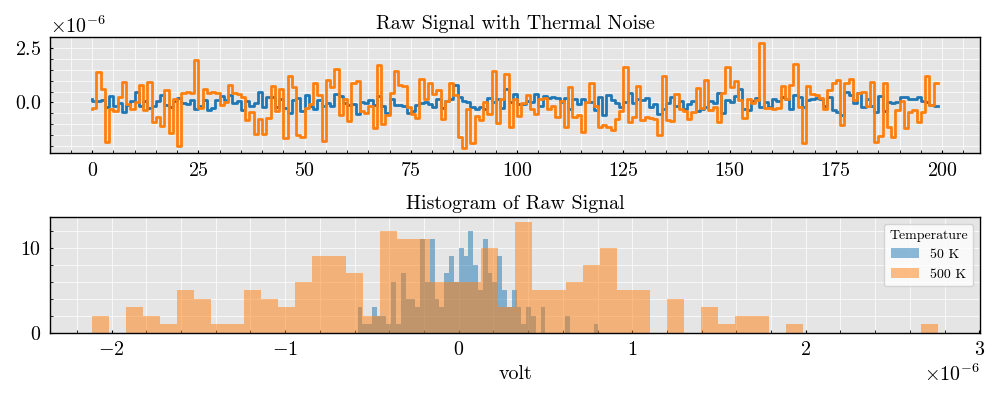 ×10⁻⁶
Raw Signal with Thermal Noise
2.5
0.0
0 25 50 75 100 125 150 175 200
Histogram of Raw Signal
10
0
Temperature
50 K
500 K
−2 −1 0 1 2 3
volt
×10⁻⁶